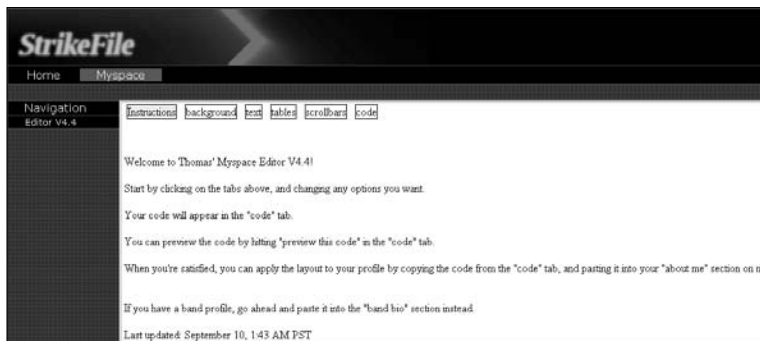 StrikeFile
Home Myspace
Navigation
Editor V4.4
Instructions background text tables scrollbars code
Welcome to Thomas' Myspace Editor V4.4!
Start by clicking on the tabs above, and changing any options you want.
Your code will appear in the "code" tab.
You can preview the code by hitting "preview this code" in the "code" tab.
When you're satisfied, you can apply the layout to your profile by copying the code from the "code" tab, and pasting it into your "about me" section on
If you have a band profile, go ahead and paste it into the "band bio" section instead
Last updated: September 10, 1:43 AM PST